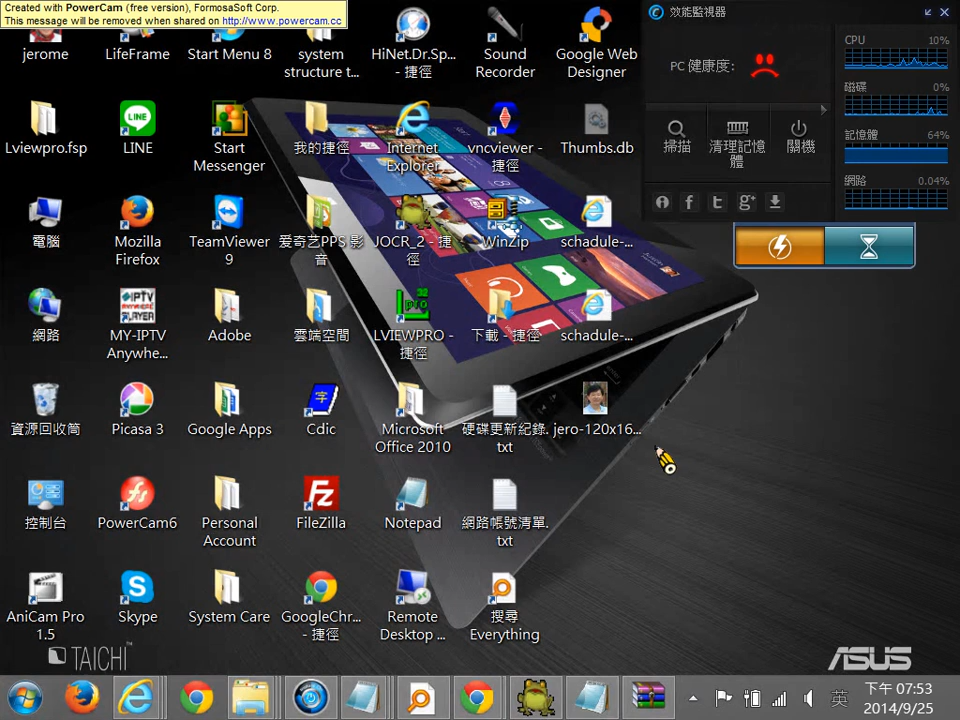 Created with PowerCam (free version), FormosaSoft Corp.
This message will be removed when shared on http://www.powercam.cc
jerome
LifeFrame
Start Menu 8
system
structure t...
HiNet.Dr.Sp...
- 捷徑
Sound
Recorder
Google Web
Designer
Lviewpro.fsp
LINE
LINE
Start
Messenger
我的捷徑
Internet
Explorer
vncviewer -
捷徑
Thumbs.db
電腦
Mozilla
Firefox
TeamViewer
9
爱奇艺PPS 影
音
JOCR_2 - 捷
徑
WinZip
schadule-...
網路
IPTV
PLAYER
MY-IPTV
Anywhe...
Adobe
雲端空間
LVIEWPRO -
捷徑
下載 - 捷徑
schadule-...
資源回收筒
Picasa 3
Google Apps
字
Cdic
Microsoft
Office 2010
硬碟更新紀錄.
txt
jero-120x16...
控制台
PowerCam6
Personal
Account
FileZilla
Notepad
網路帳號清單.
txt
AniCam Pro
1.5
Skype
System Care
GoogleChr...
- 捷徑
Remote
Desktop ...
搜尋
Everything
效能監視器
PC 健康度:
掃描
清理記憶
體
關機
CPU
10%
磁碟
0%
記憶體
64%
網路
0.04%
TAICHI™
ASUS
英
下午 07:53
2014/9/25